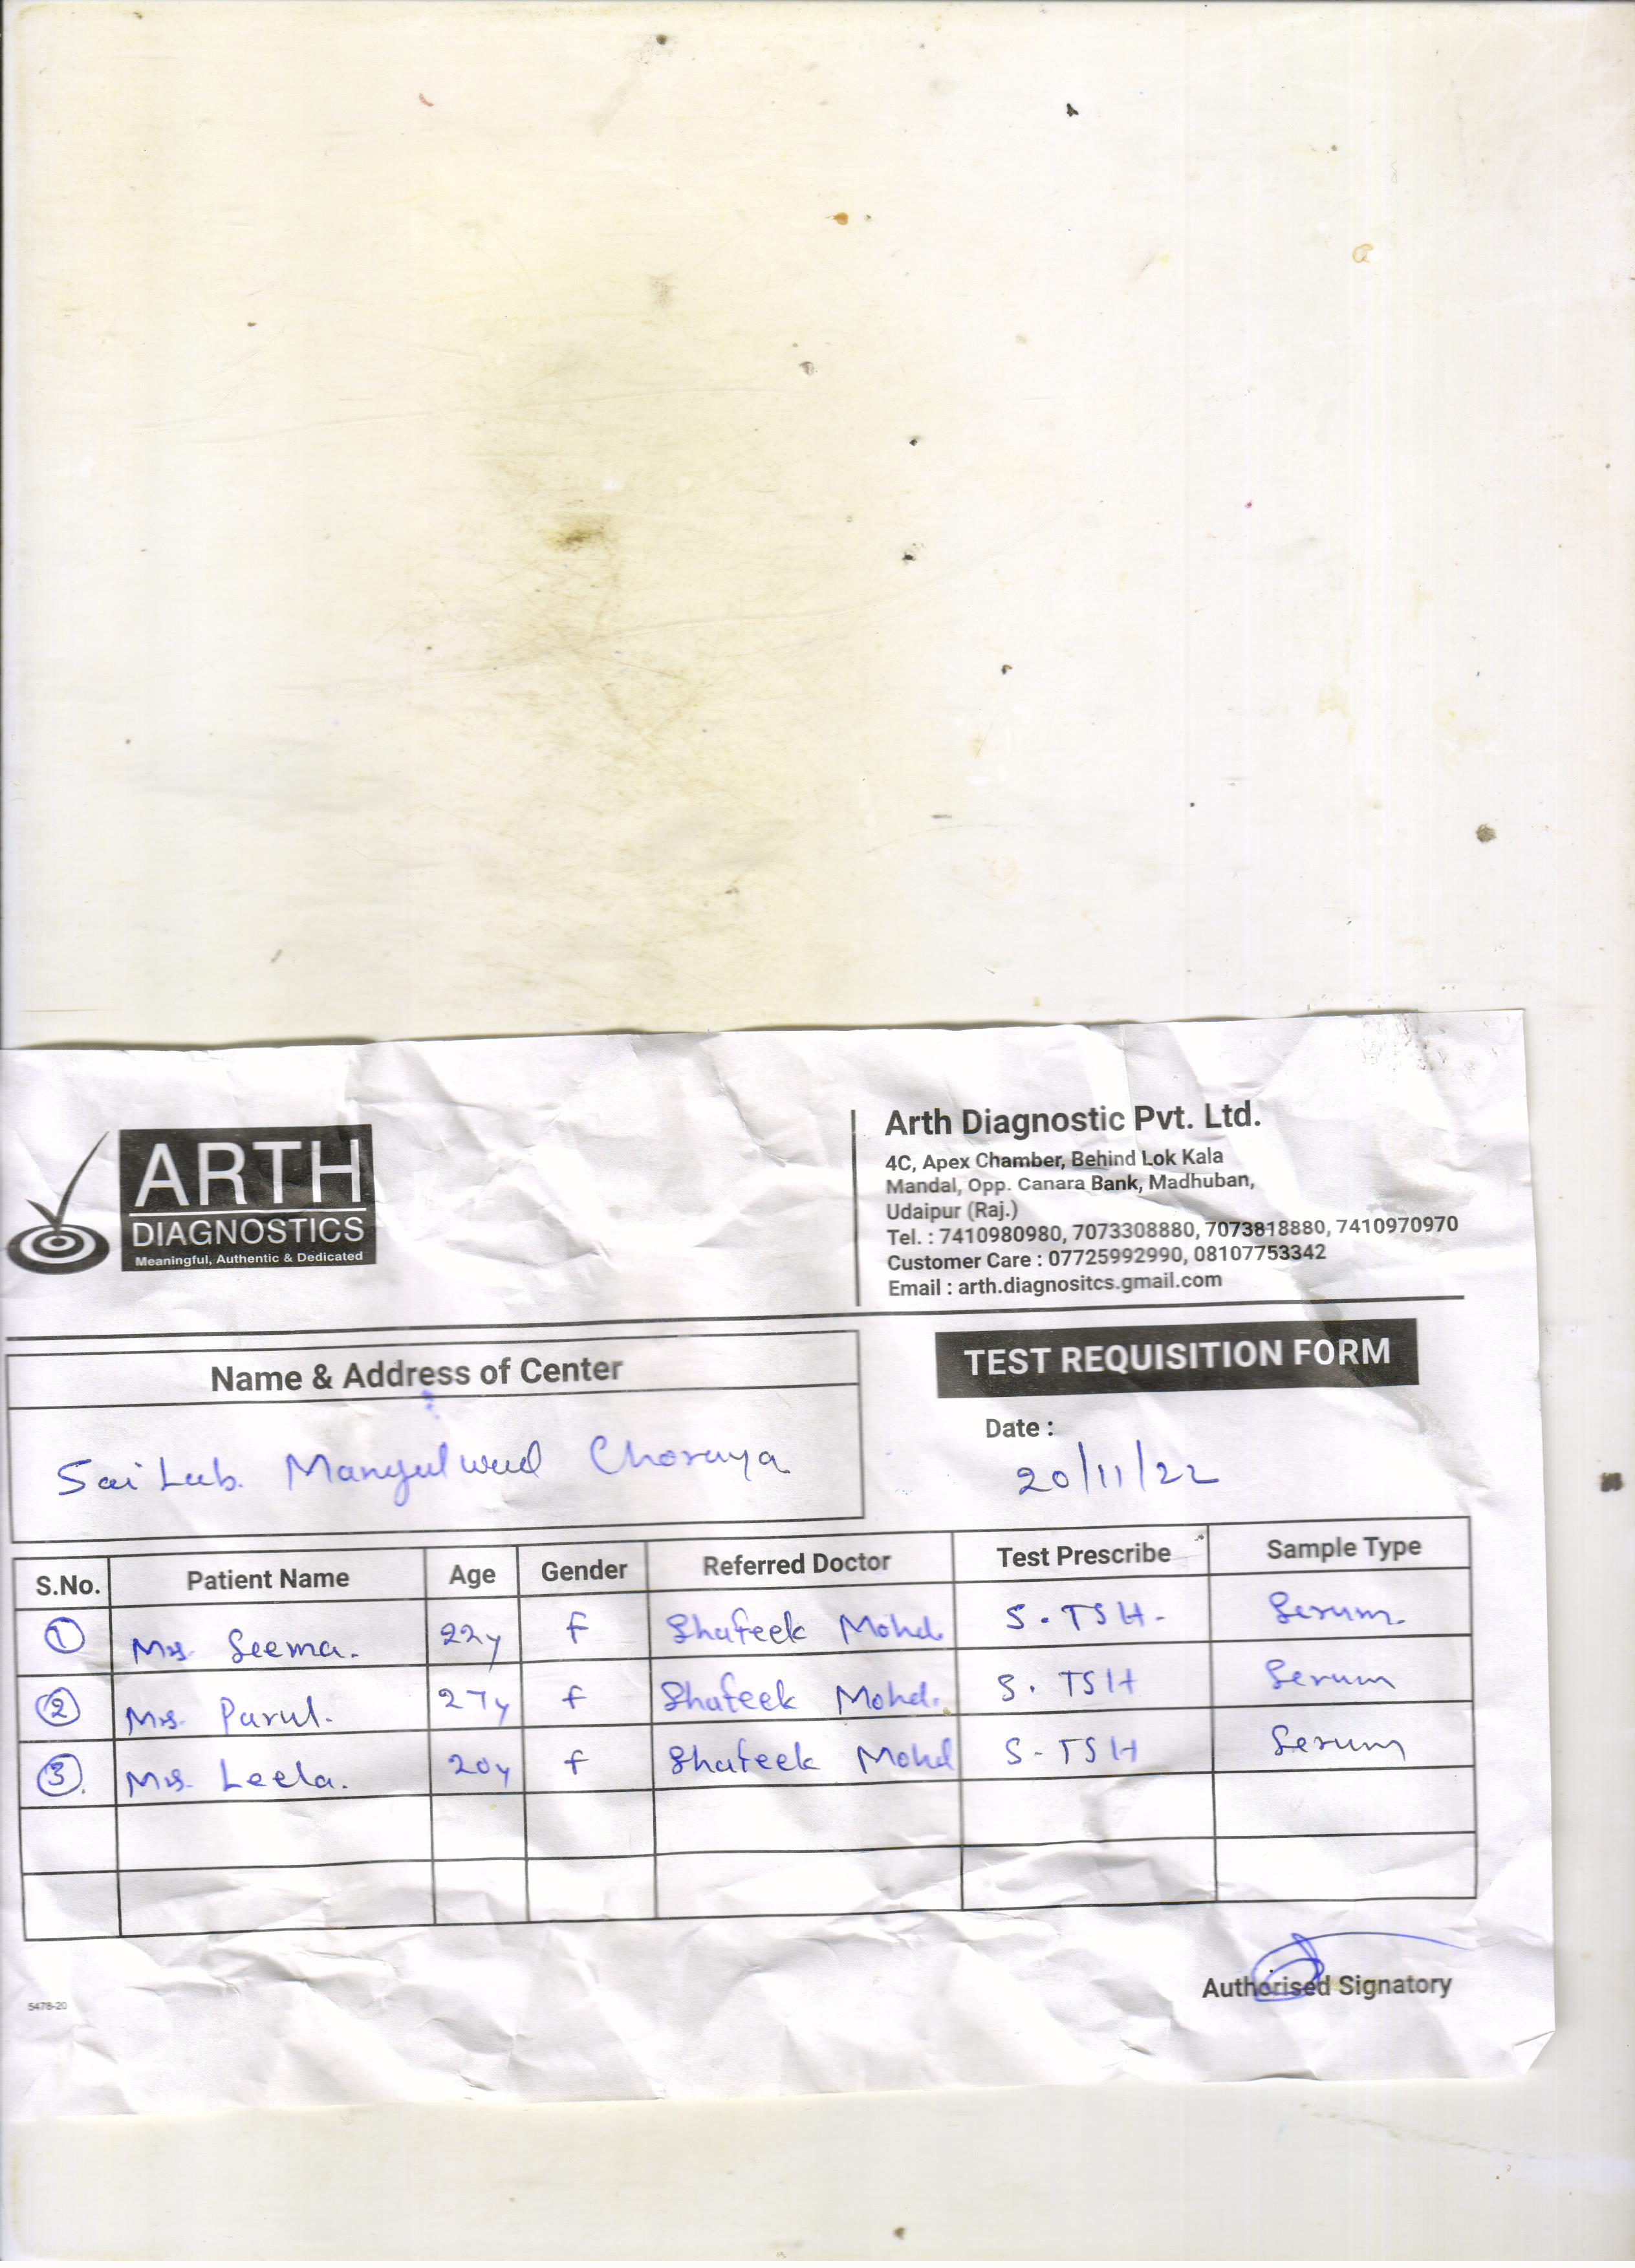 ARTH
DIAGNOSTICS
Meaningful, Authentic & Dedicated
Arth Diagnostic Pvt. Ltd.
4C, Apex Chamber, Behind Lok Kala
Mandal, Opp. Canara Bank, Madhuban,
Udaipur (Raj.)
Tel. : 7410980980, 7073308880, 7073818880, 7410970970
Customer Care : 07725992990, 08107753342
Email : arth.diagnositcs.gmail.com
Name & Address of Center
TEST REQUISITION FORM
Date :
20/11/22
Sai Lab. Mangalwad Choraya
S.No. Patient Name Age Gender Referred Doctor Test Prescribe Sample Type
1 Mrs. Seema. 22y F Shafeek Mohd. S.TSH- Serum.
2 Mrs. Parul. 27y F Shafeek Mohd. S. TSH Serum
3. Mrs. Leela. 20y F Shafeek Mohd S-TSH Serum
Authorised Signatory
5478-20